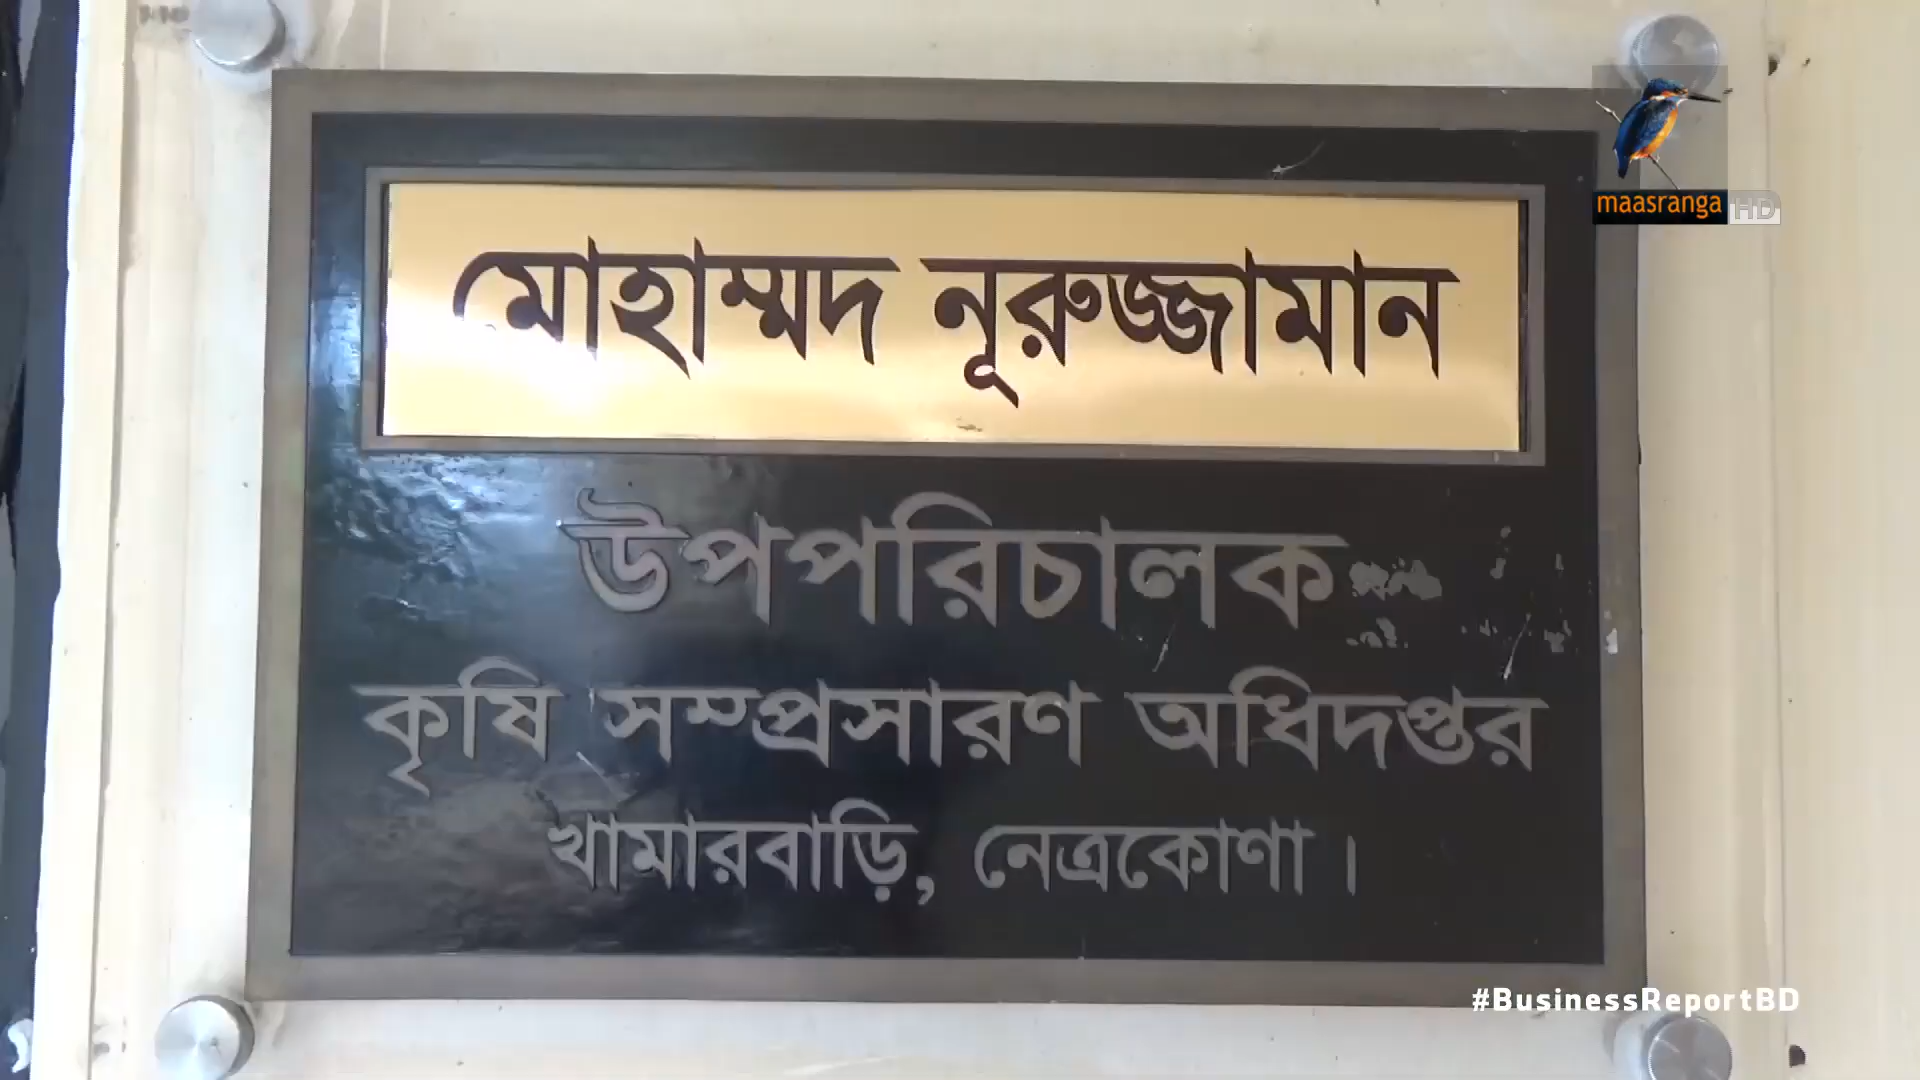 maasranga HD
মোহাম্মদ নূরুজ্জামান
উপপরিচালক
কৃষি সম্প্রসারণ অধিদপ্তর
খামারবাড়ি, নেত্রকোণা।
#BusinessReportBD